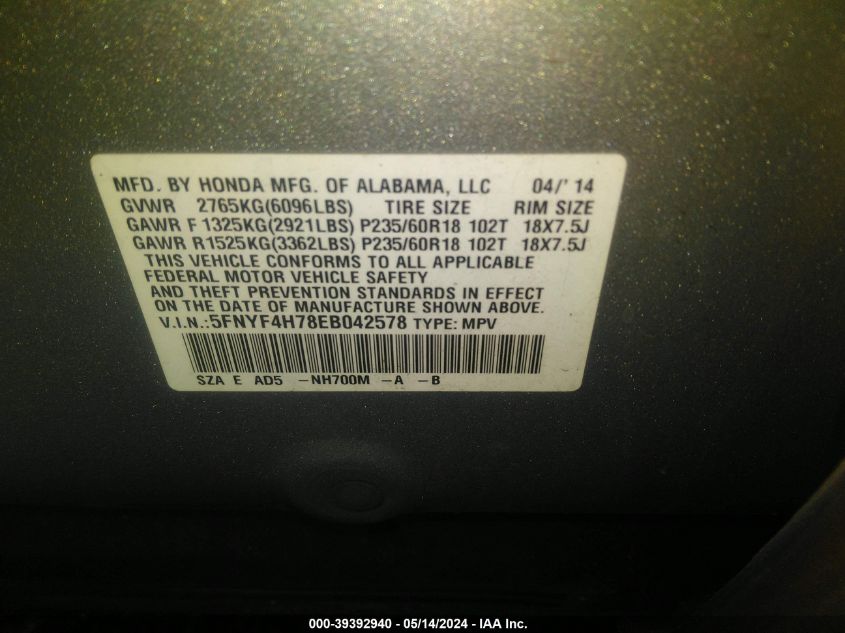 MFD. BY HONDA MFG. OF ALABAMA, LLC 04/' 14
GVWR 2765KG(6096LBS) TIRE SIZE RIM SIZE
GAWR F 1325KG(2921LBS) P235/60R18 102T 18X7.5J
GAWR R1525KG(3362LBS) P235/60R18 102T 18X7.5J
THIS VEHICLE CONFORMS TO ALL APPLICABLE
FEDERAL MOTOR VEHICLE SAFETY
AND THEFT PREVENTION STANDARDS IN EFFECT
ON THE DATE OF MANUFACTURE SHOWN ABOVE.
V.I.N.:5FNYF4H78EB042578 TYPE: MPV
SZA E AD5 -NH700M -A -B
000-39392940 - 05/14/2024 - IAA Inc.